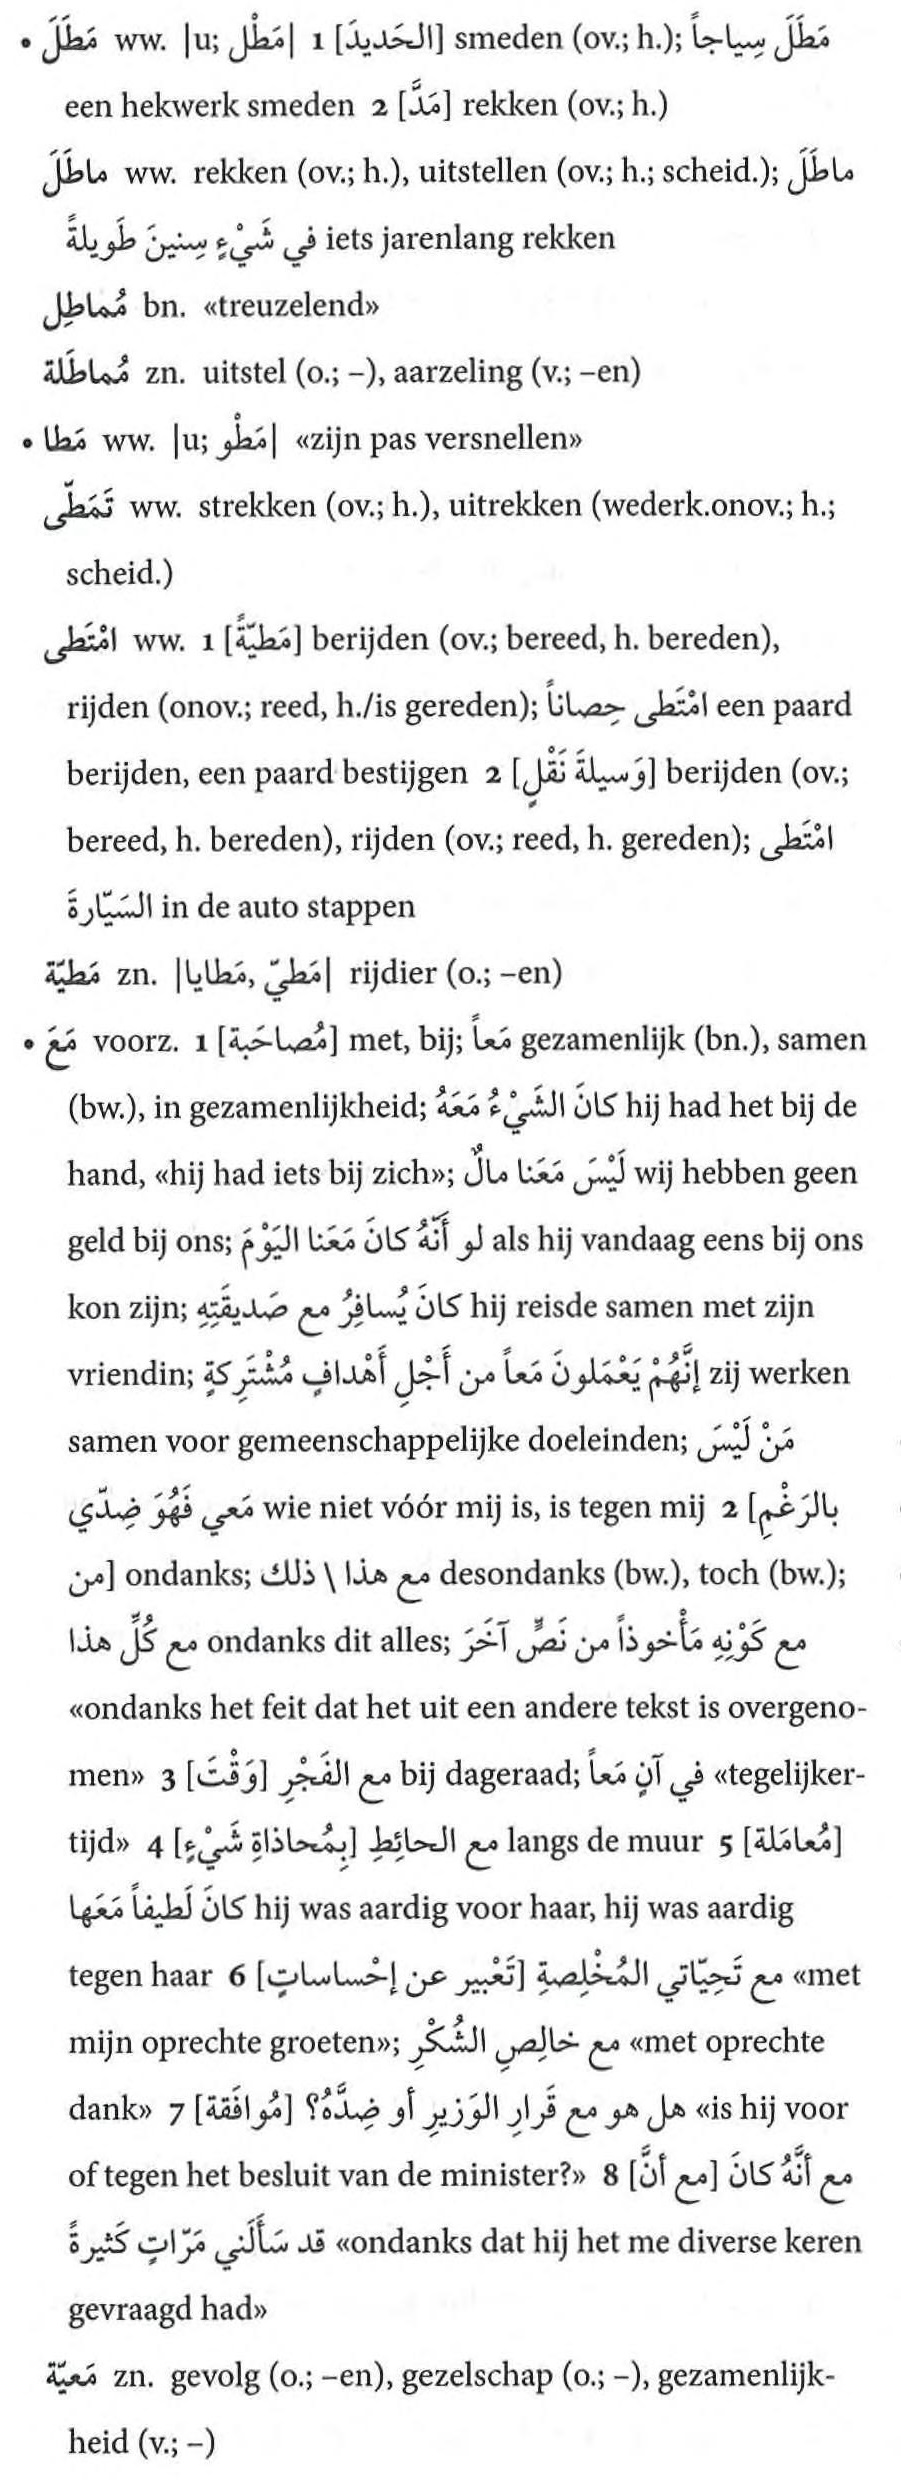 • مَطَلَ ww. |u; مَطْل| 1 [الحَديدَ] smeden (ov.; h.); مَطَلَ سِياجاً
een hekwerk smeden 2 [مَدَّ] rekken (ov.; h.)
ماطَلَ ww. rekken (ov.; h.), uitstellen (ov.; h.; scheid.); ماطَلَ
في شَيْءٍ سِنينَ طَويلةً iets jarenlang rekken
مُماطِل bn. «treuzelend»
مُماطَلة zn. uitstel (o.; –), aarzeling (v.; –en)
• مَطا ww. |u; مَطْو| «zijn pas versnellen»
تَمَطّى ww. strekken (ov.; h.), uitrekken (wederk.onov.; h.;
scheid.)
امْتَطى ww. 1 [مَطيّةً] berijden (ov.; bereed, h. bereden),
rijden (onov.; reed, h./is gereden); امْتَطى حِصاناً een paard
berijden, een paard bestijgen 2 [وَسيلةَ نَقْلٍ] berijden (ov.;
bereed, h. bereden), rijden (ov.; reed, h. gereden); امْتَطى
السَيّارةَ in de auto stappen
مَطيّة zn. |مَطيّ, مَطايا| rijdier (o.; –en)
• مَعَ voorz. 1 [مُصاحَبة] met, bij; مَعاً gezamenlijk (bn.), samen
(bw.), in gezamenlijkheid; كانَ الشَيْءُ مَعَهُ hij had het bij de
hand, «hij had iets bij zich»; لَيْسَ مَعَنا مالٌ wij hebben geen
geld bij ons; لو أَنَّهُ كانَ مَعَنا اليَوْمَ als hij vandaag eens bij ons
kon zijn; كانَ يُسافِرُ مع صَديقَتِهِ hij reisde samen met zijn
vriendin; إنَّهُمْ يَعْمَلونَ مَعاً من أَجْلِ أَهْدافٍ مُشْتَرِكةٍ zij werken
samen voor gemeenschappelijke doeleinden; مَنْ لَيْسَ
مَعي فَهُوَ ضِدّي wie niet vóór mij is, is tegen mij 2 [بالرَغْمِ
من] ondanks; مع هذا \ ذلك desondanks (bw.), toch (bw.);
مع كُلِّ هذا ondanks dit alles; مع كَوْنِهِ مَأْخوذاً من نَصٍّ آخَرَ
«ondanks het feit dat het uit een andere tekst is overgeno-
men» 3 [وَقْتَ] مع الفَجْرِ bij dageraad; في آنٍ مَعاً «tegelijker-
tijd» 4 [بِمُحاذاةِ شَيْءٍ] مع الحائِطِ langs de muur 5 [مُعامَلة]
كانَ لَطيفاً مَعَها hij was aardig voor haar, hij was aardig
tegen haar 6 [تَعْبير عن إحْساساتٍ] مع تَحِيّاتي المُخْلِصةِ «met
mijn oprechte groeten»; مع خالِصِ الشُكْرِ «met oprechte
dank» 7 [مُوافَقة] هل هو مع قَرارِ الوَزيرِ أو ضِدَّهُ؟ «is hij voor
of tegen het besluit van de minister?» 8 [مع أنَّ] مع أَنَّهُ كانَ
قد سَأَلَني مَرّاتٍ كَثيرةً «ondanks dat hij het me diverse keren
gevraagd had»
مَعيّة zn. gevolg (o.; –en), gezelschap (o.; –), gezamenlijk-
heid (v.; –)